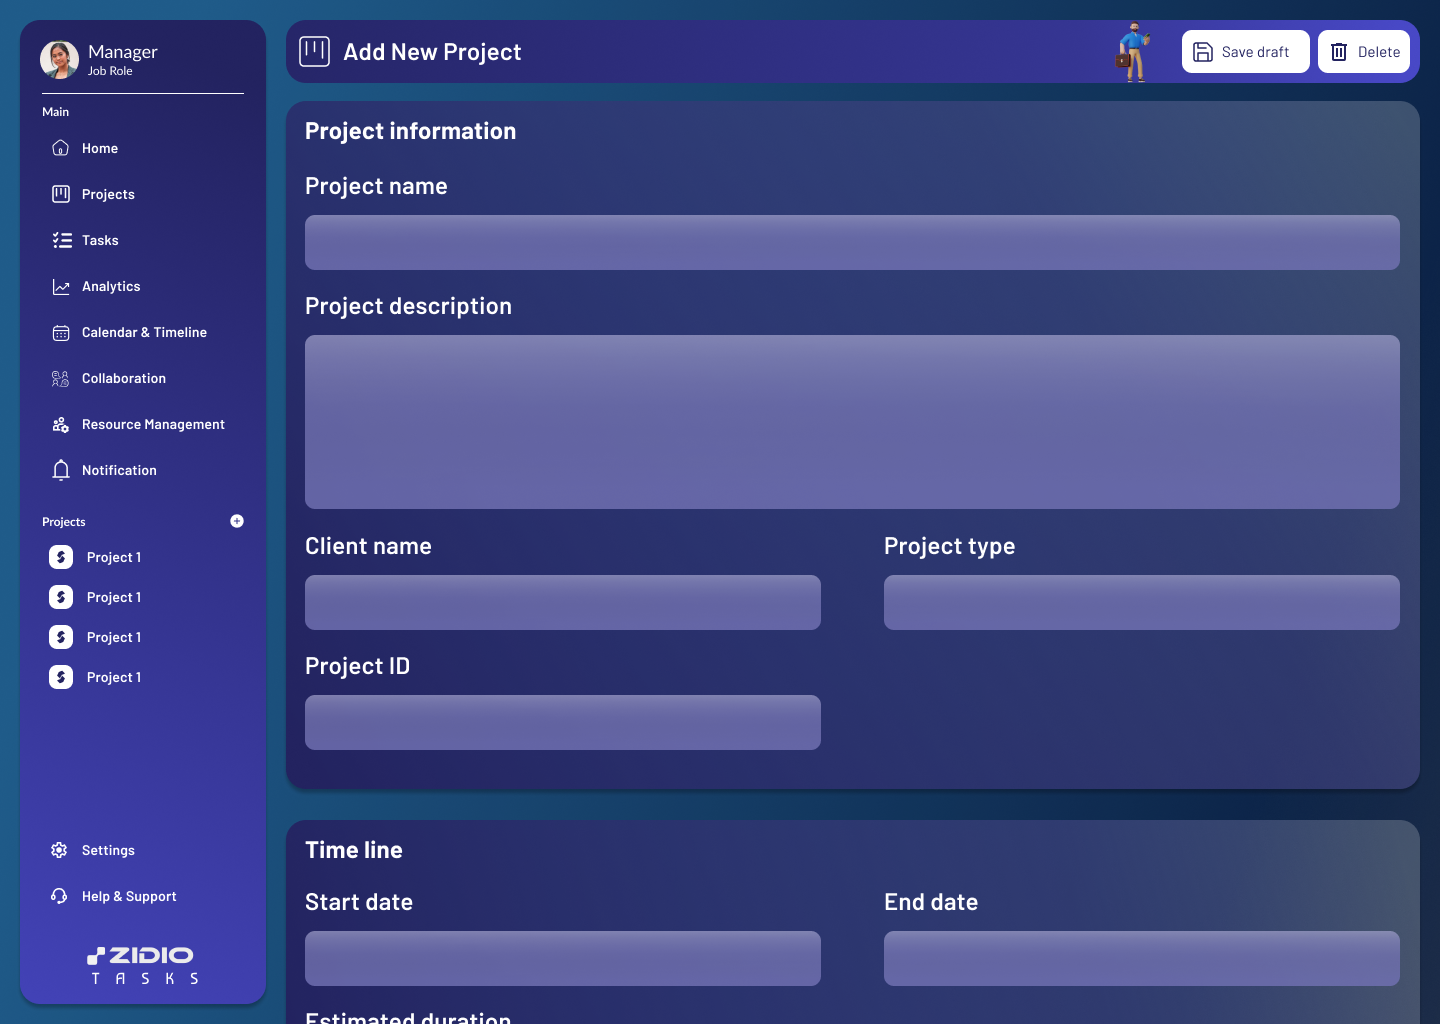 Manager
Job Role
Main
Home
Projects
Tasks
Analytics
Calendar & Timeline
Collaboration
Resource Management
Notification
Projects
Project 1
Project 1
Project 1
Project 1
Settings
Help & Support
ZIDIO
TASKS
Add New Project
Save draft
Delete
Project information
Project name
Project description
Client name
Project type
Project ID
Time line
Start date
End date
Estimated duration